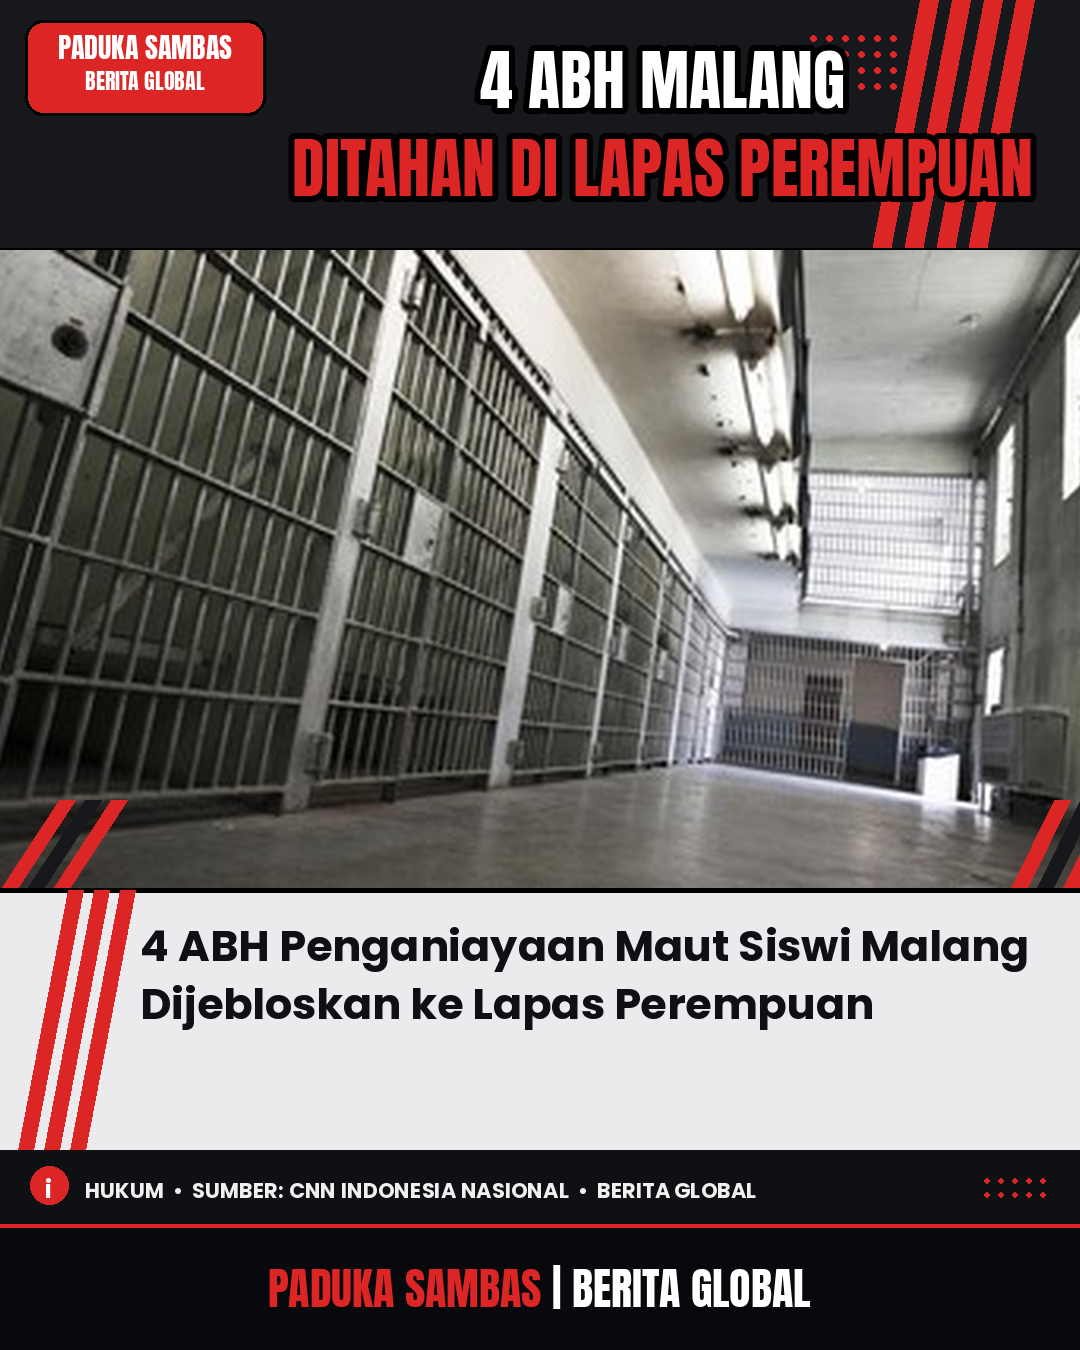 PADUKA SAMBAS
BERITA GLOBAL
4 ABH MALANG
DITAHAN DI LAPAS PEREMPUAN
4 ABH Penganiayaan Maut Siswi Malang
Dijebloskan ke Lapas Perempuan
i HUKUM • SUMBER: CNN INDONESIA NASIONAL • BERITA GLOBAL
PADUKA SAMBAS | BERITA GLOBAL